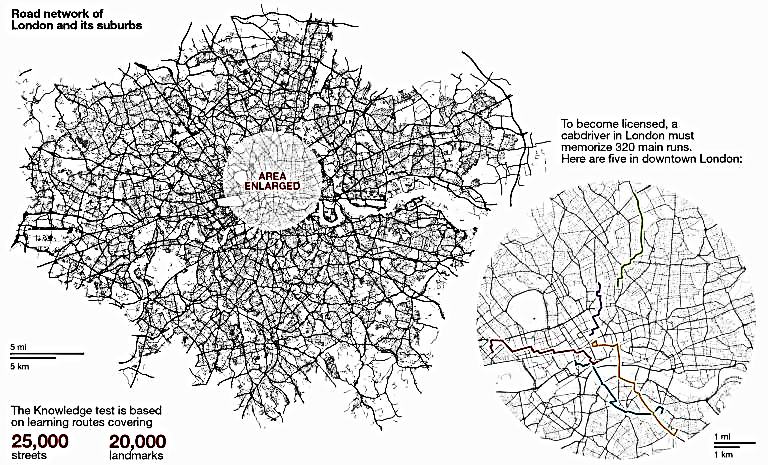 Road network of
London and its suburbs
AREA
ENLARGED
To become licensed, a
cabdriver in London must
memorize 320 main runs.
Here are five in downtown London:
5 mi
5 km
The Knowledge test is based
on learning routes covering
25,000 20,000
streets landmarks
1 mi
1 km